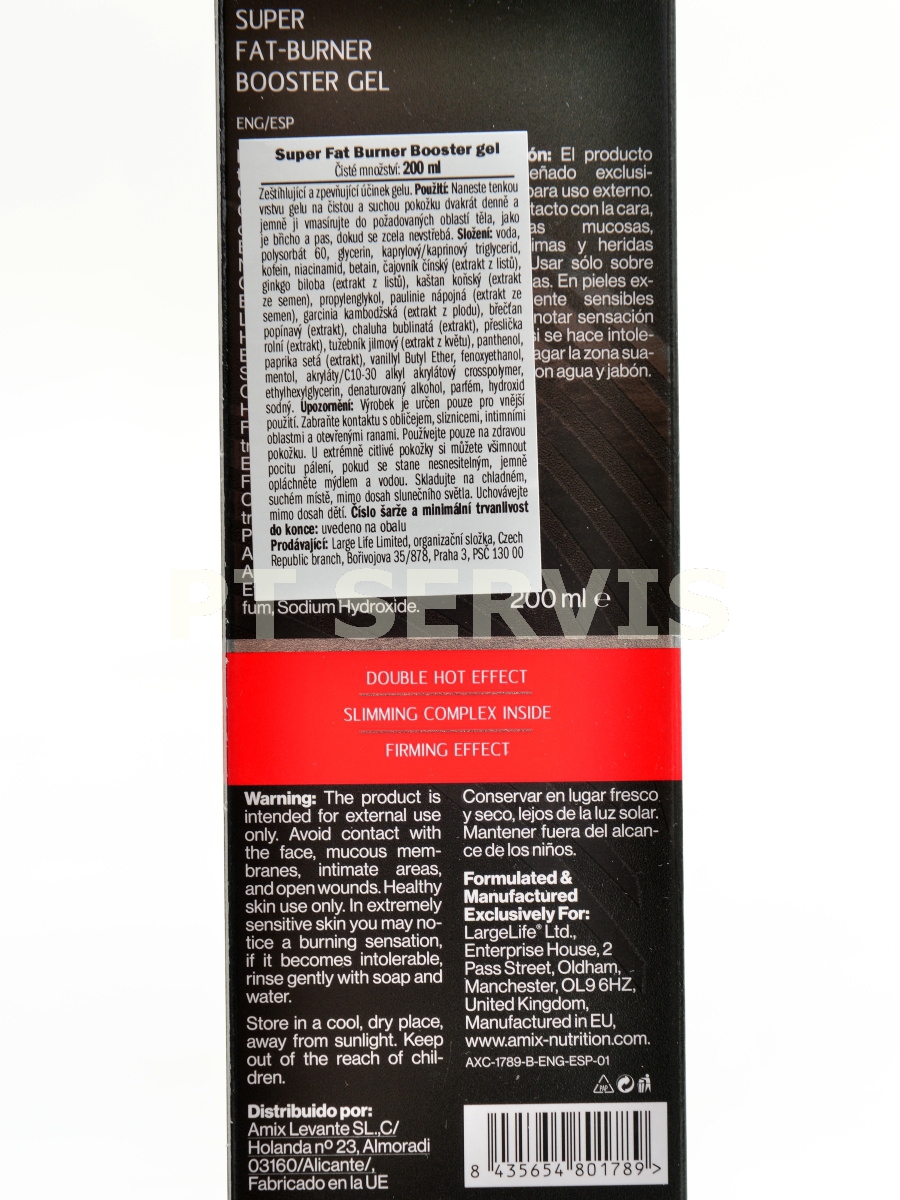 SUPER
FAT-BURNER
BOOSTER GEL
ENG/ESP
Super Fat Burner Booster gel
Čisté množství: 200 ml
Zeštíhlující a zpevňující účinek gelu. Použití: Naneste tenkou
vrstvu gelu na čistou a suchou pokožku dvakrát denně a
jemně ji vmasírujte do požadovaných oblastí těla, jako
je břicho a pas, dokud se zcela nevstřebá. Složení: voda,
polysorbát 60, glycerin, kaprylový/kaprinový triglycerid,
kofein, niacinamid, betain, čajovník čínský (extrakt z listů),
ginkgo biloba (extrakt z listů), kaštan koňský (extrakt
ze semen), propylenglykol, paulinie nápojná (extrakt ze
semen), garcinia kambodžská (extrakt z plodu), břečťan
popínavý (extrakt), chaluha bublinatá (extrakt), přeslička
rolní (extrakt), tužebník jilmový (extrakt z květu), panthenol,
paprika setá (extrakt), vanillyl Butyl Ether, fenoxyethanol,
mentol, akryláty/C10-30 alkyl akrylátový crosspolymer,
ethylhexylglycerin, denaturovaný alkohol, parfém, hydroxid
sodný. Upozornění: Výrobek je určen pouze pro vnější
použití. Zabraňte kontaktu s obličejem, sliznicemi, intimními
oblastmi a otevřenými ranami. Používejte pouze na zdravou
pokožku. U extrémně citlivé pokožky si můžete všimnout
pocitu pálení, pokud se stane nesnesitelným, jemně
opláchněte mýdlem a vodou. Skladujte na chladném,
suchém místě, mimo dosah slunečního světla. Uchovávejte
mimo dosah dětí. Číslo šarže a minimální trvanlivost
do konce: uvedeno na obalu
Prodávající: Large Life Limited, organizační složka, Czech
Republic branch, Bořivojova 35/878, Praha 3, PSČ 130 00
ón: El producto
eñado exclusi-
para uso externo.
tacto con la cara,
as mucosas,
imas y heridas
Usar sólo sobre
as. En pieles ex-
ente sensibles
notar sensación
si se hace intole-
agar la zona sua-
on agua y jabón.
fum, Sodium Hydroxide.
200 ml ℮
PT SERVIS
DOUBLE HOT EFFECT
SLIMMING COMPLEX INSIDE
FIRMING EFFECT
Warning: The product is
intended for external use
only. Avoid contact with
the face, mucous mem-
branes, intimate areas,
and open wounds. Healthy
skin use only. In extremely
sensitive skin you may no-
tice a burning sensation,
if it becomes intolerable,
rinse gently with soap and
water.
Store in a cool, dry place,
away from sunlight. Keep
out of the reach of chil-
dren.
Distribuido por:
Amix Levante SL.,C/
Holanda nº 23, Almoradi
03160/Alicante/,
Fabricado en la UE
Conservar en lugar fresco
y seco, lejos de la luz solar.
Mantener fuera del alcan-
ce de los niños.
Formulated &
Manufactured
Exclusively For:
LargeLife® Ltd.,
Enterprise House, 2
Pass Street, Oldham,
Manchester, OL9 6HZ,
United Kingdom,
Manufactured in EU,
www.amix-nutrition.com.
AXC-1789-B-ENG-ESP-01
8 435654 801789 >